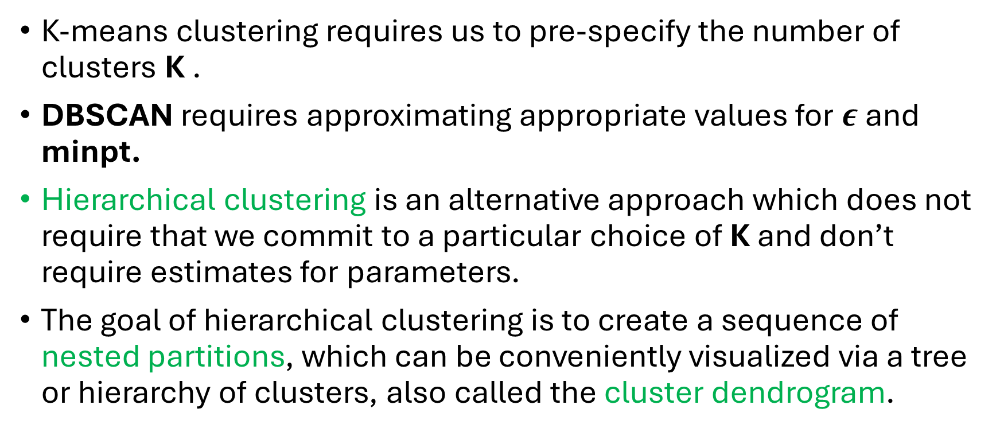 • K-means clustering requires us to pre-specify the number of
clusters K .
• DBSCAN requires approximating appropriate values for ϵ and
minpt.
• Hierarchical clustering is an alternative approach which does not
require that we commit to a particular choice of K and don’t
require estimates for parameters.
• The goal of hierarchical clustering is to create a sequence of
nested partitions, which can be conveniently visualized via a tree
or hierarchy of clusters, also called the cluster dendrogram.